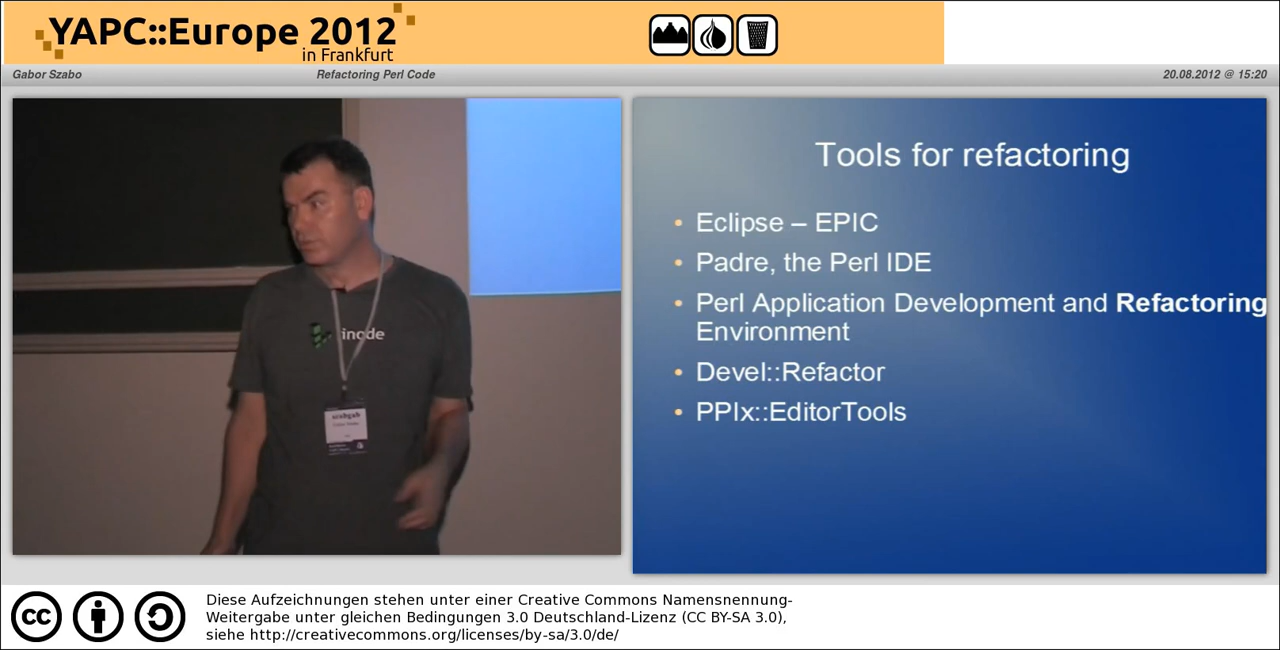 YAPC::Europe 2012
in Frankfurt
Gabor Szabo
Refactoring Perl Code
20.08.2012 @ 15:20
inode
szabgab
Tools for refactoring
• Eclipse – EPIC
• Padre, the Perl IDE
• Perl Application Development and Refactoring
Environment
• Devel::Refactor
• PPIx::EditorTools
cc
Diese Aufzeichnungen stehen unter einer Creative Commons Namensnennung-
Weitergabe unter gleichen Bedingungen 3.0 Deutschland-Lizenz (CC BY-SA 3.0),
siehe http://creativecommons.org/licenses/by-sa/3.0/de/